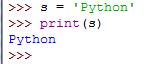 >>> s = 'Python'
>>> print(s)
Python
>>>